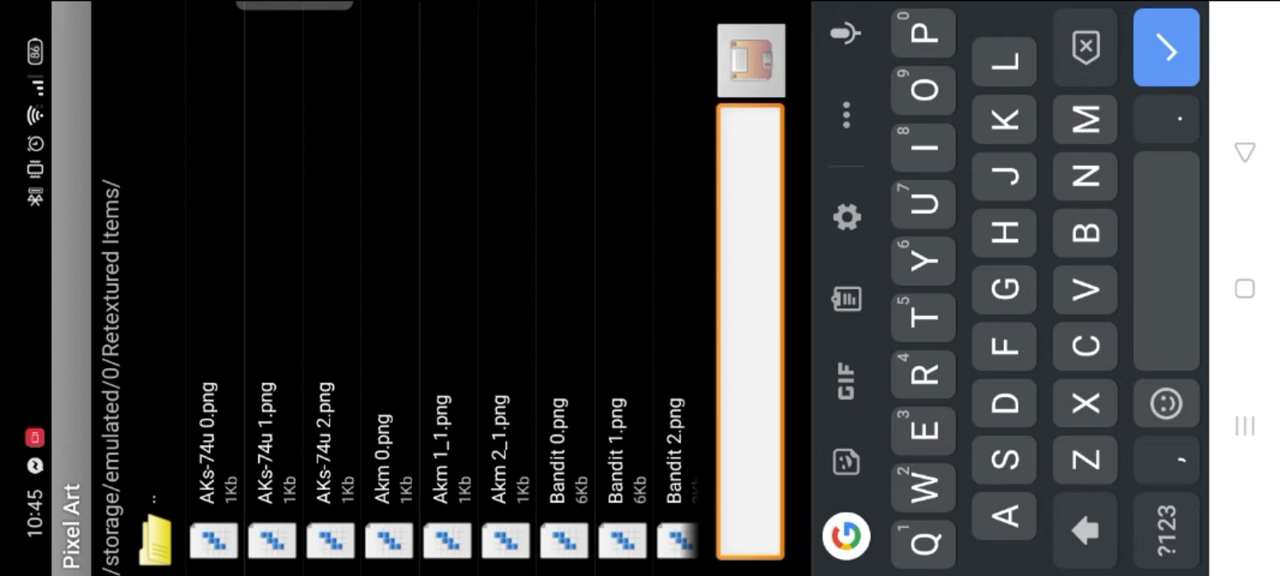 10:45
86
Pixel Art
/storage/emulated/0/Retextured Items/
..
AKs-74u 0.png
1Kb
AKs-74u 1.png
1Kb
AKs-74u 2.png
1Kb
Akm 0.png
1Kb
Akm 1_1.png
1Kb
Akm 2_1.png
1Kb
Bandit 0.png
6Kb
Bandit 1.png
6Kb
Bandit 2.png
G GIF
1 2 3 4 5 6 7 8 9 0
Q W E R T Y U I O P
A S D F G H J K L
Z X C V B N M
?123 , .